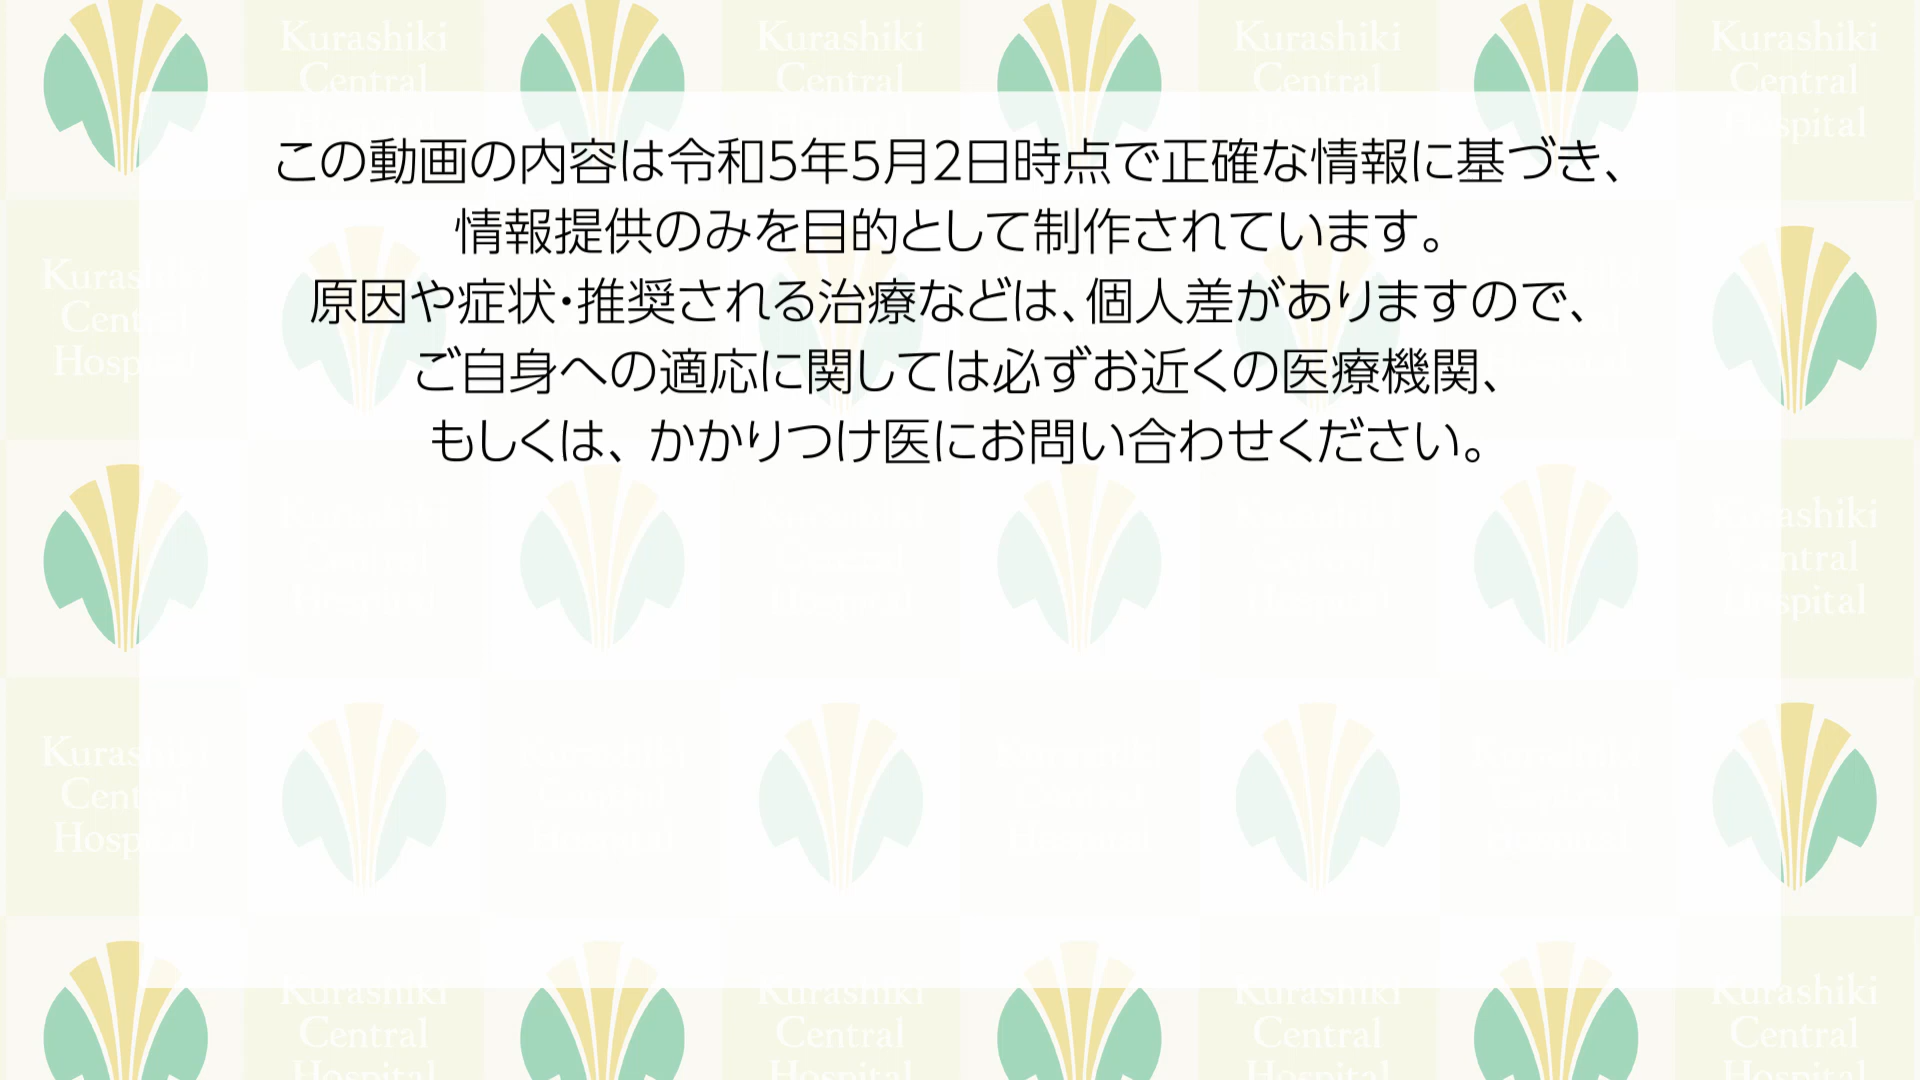 この動画の内容は令和5年5月2日時点で正確な情報に基づき、
情報提供のみを目的として制作されています。
原因や症状・推奨される治療などは、個人差がありますので、
ご自身への適応に関しては必ずお近くの医療機関、
もしくは、かかりつけ医にお問い合わせください。
Kurashiki
Central
Hospital